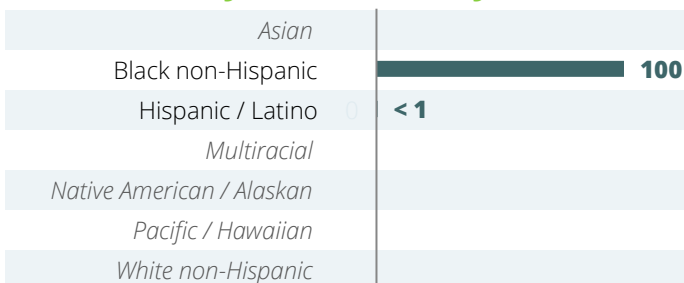 Asian
Black non-Hispanic 100
Hispanic / Latino 0 < 1
Multiracial
Native American / Alaskan
Pacific / Hawaiian
White non-Hispanic